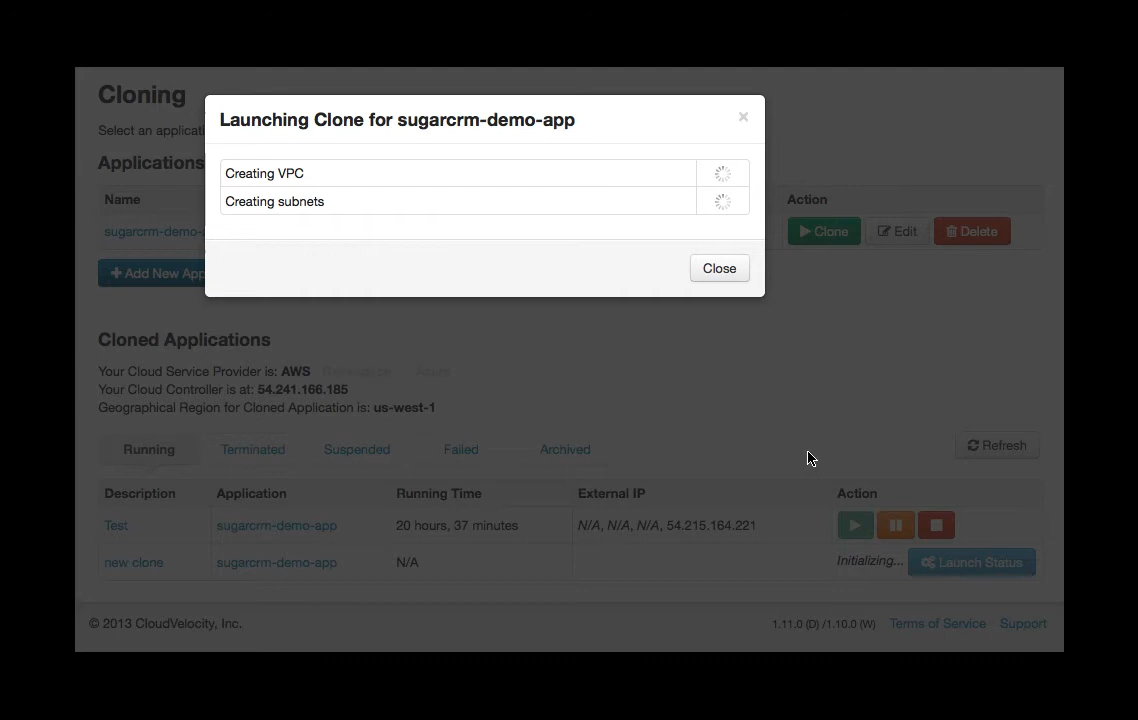 Cloning
Launching Clone for sugarcrm-demo-app
×
Select an applicati
Applications
Creating VPC
Creating subnets
Name
Action
sugarcrm-demo-
Clone
Edit
Delete
Add New App
Close
Cloned Applications
Your Cloud Service Provider is: AWS Rackspace Azure
Your Cloud Controller is at: 54.241.166.185
Geographical Region for Cloned Application is: us-west-1
Running
Terminated
Suspended
Failed
Archived
Refresh
Description Application Running Time External IP Action
Test sugarcrm-demo-app 20 hours, 37 minutes N/A, N/A, N/A, 54.215.164.221
new clone sugarcrm-demo-app N/A Initializing... Launch Status
© 2013 CloudVelocity, Inc.
1.11.0 (D) /1.10.0 (W) Terms of Service Support